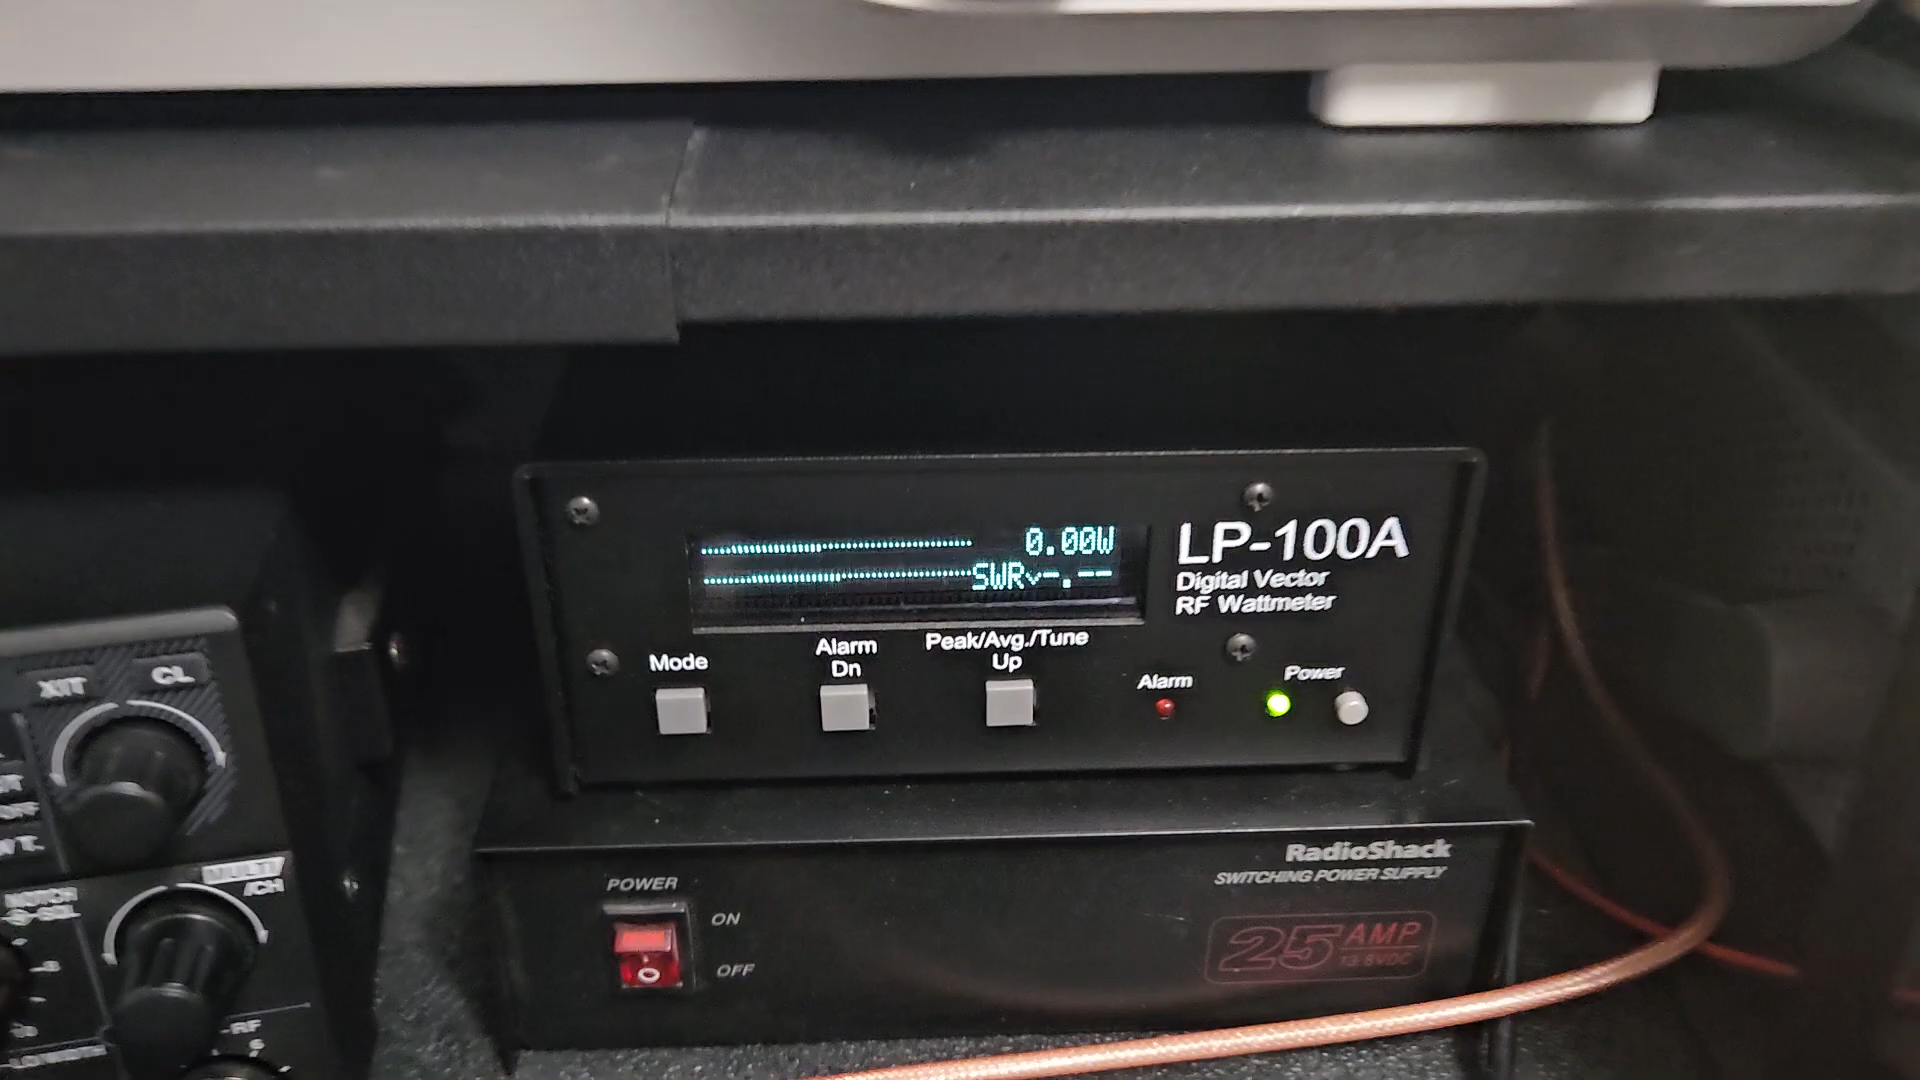 0.00W
SWRv-.--
LP-100A
Digital Vector
RF Wattmeter
Mode
Alarm
Dn
Peak/Avg./Tune
Up
Alarm
Power
XIT
CL
MULTI
/CH
NOTCH
-RF
POWER
ON
OFF
RadioShack
SWITCHING POWER SUPPLY
25 AMP
13.8VDC